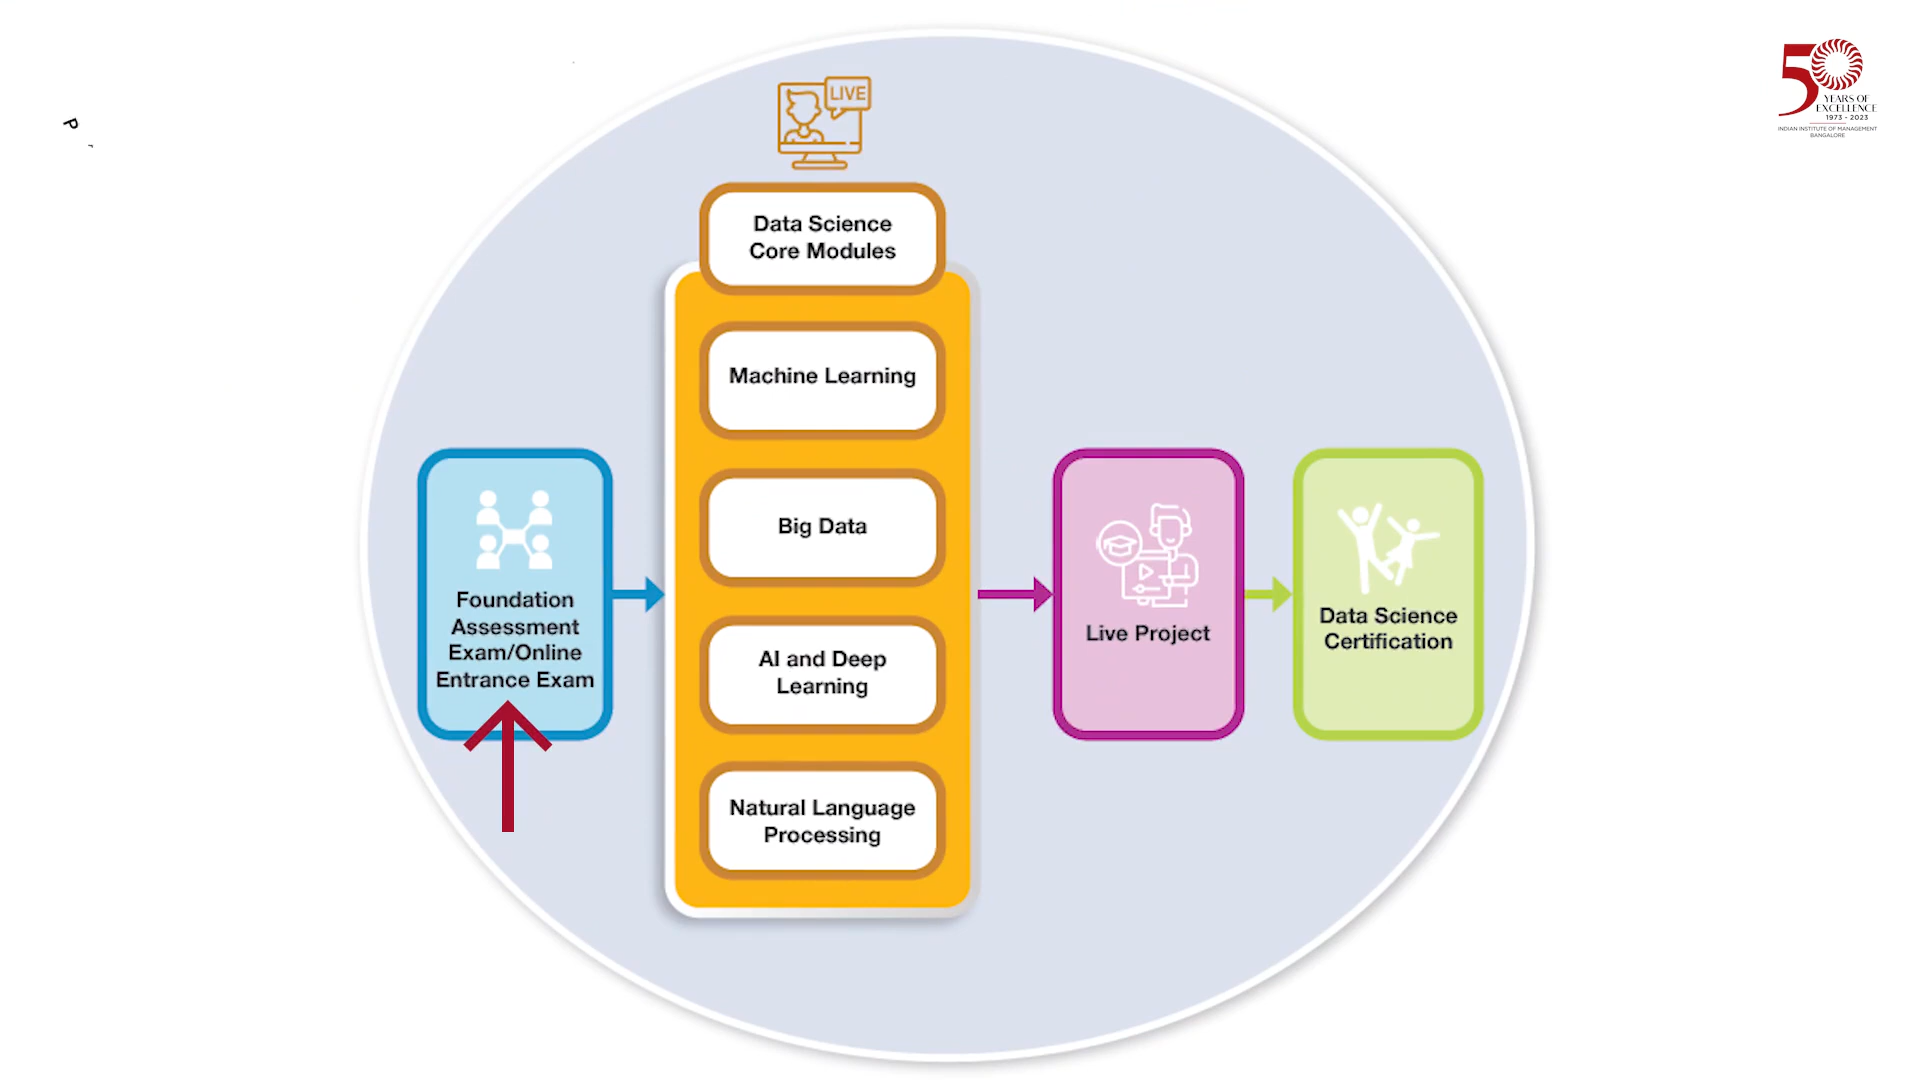 P
LIVE
50
YEARS OF
EXCELLENCE
1973 - 2023
INDIAN INSTITUTE OF MANAGEMENT
BANGALORE
Data Science
Core Modules
Machine Learning
Big Data
AI and Deep
Learning
Natural Language
Processing
Foundation
Assessment
Exam/Online
Entrance Exam
Live Project
Data Science
Certification